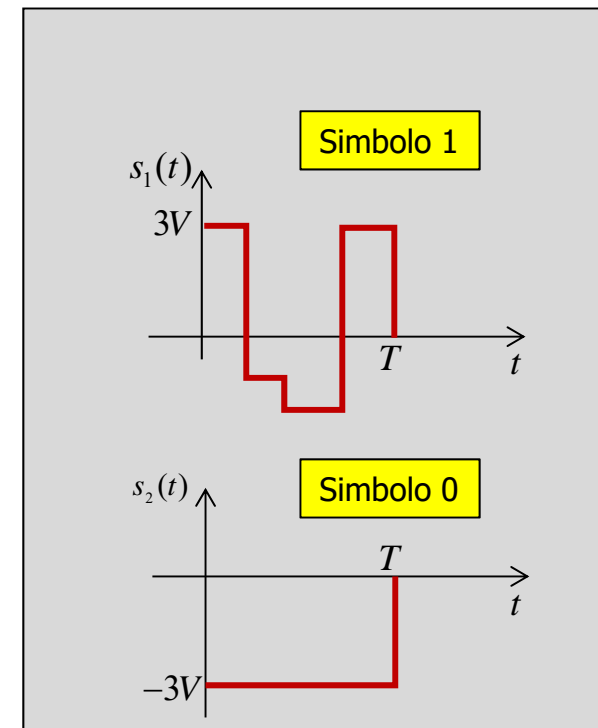 Simbolo 1
s₁(t)
3V
T
t
Simbolo 0
s₂(t)
T
t
−3V